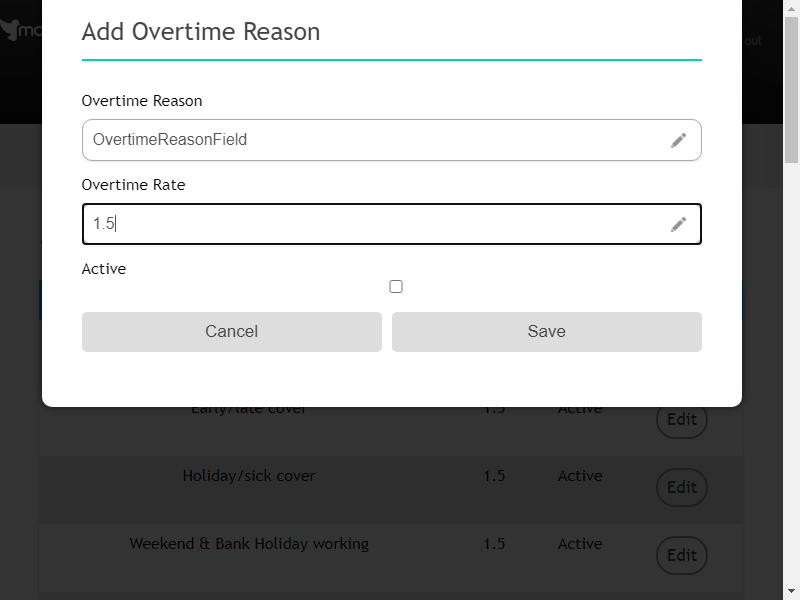 Add Overtime Reason
out
Overtime Reason
OvertimeReasonField
Overtime Rate
1.5
Active
Cancel Save
Early/late cover 1.5 Active Edit
Holiday/sick cover 1.5 Active Edit
Weekend & Bank Holiday working 1.5 Active Edit